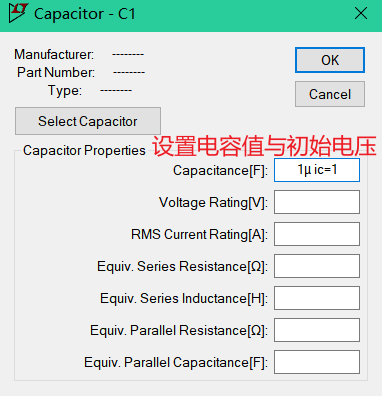 Capacitor - C1
Manufacturer: --------
OK
Part Number: --------
Type: --------
Cancel
Select Capacitor
设置电容值与初始电压
Capacitor Properties
Capacitance[F]: 1µ ic=1
Voltage Rating[V]:
RMS Current Rating[A]:
Equiv. Series Resistance[Ω]:
Equiv. Series Inductance[H]:
Equiv. Parallel Resistance[Ω]:
Equiv. Parallel Capacitance[F]: